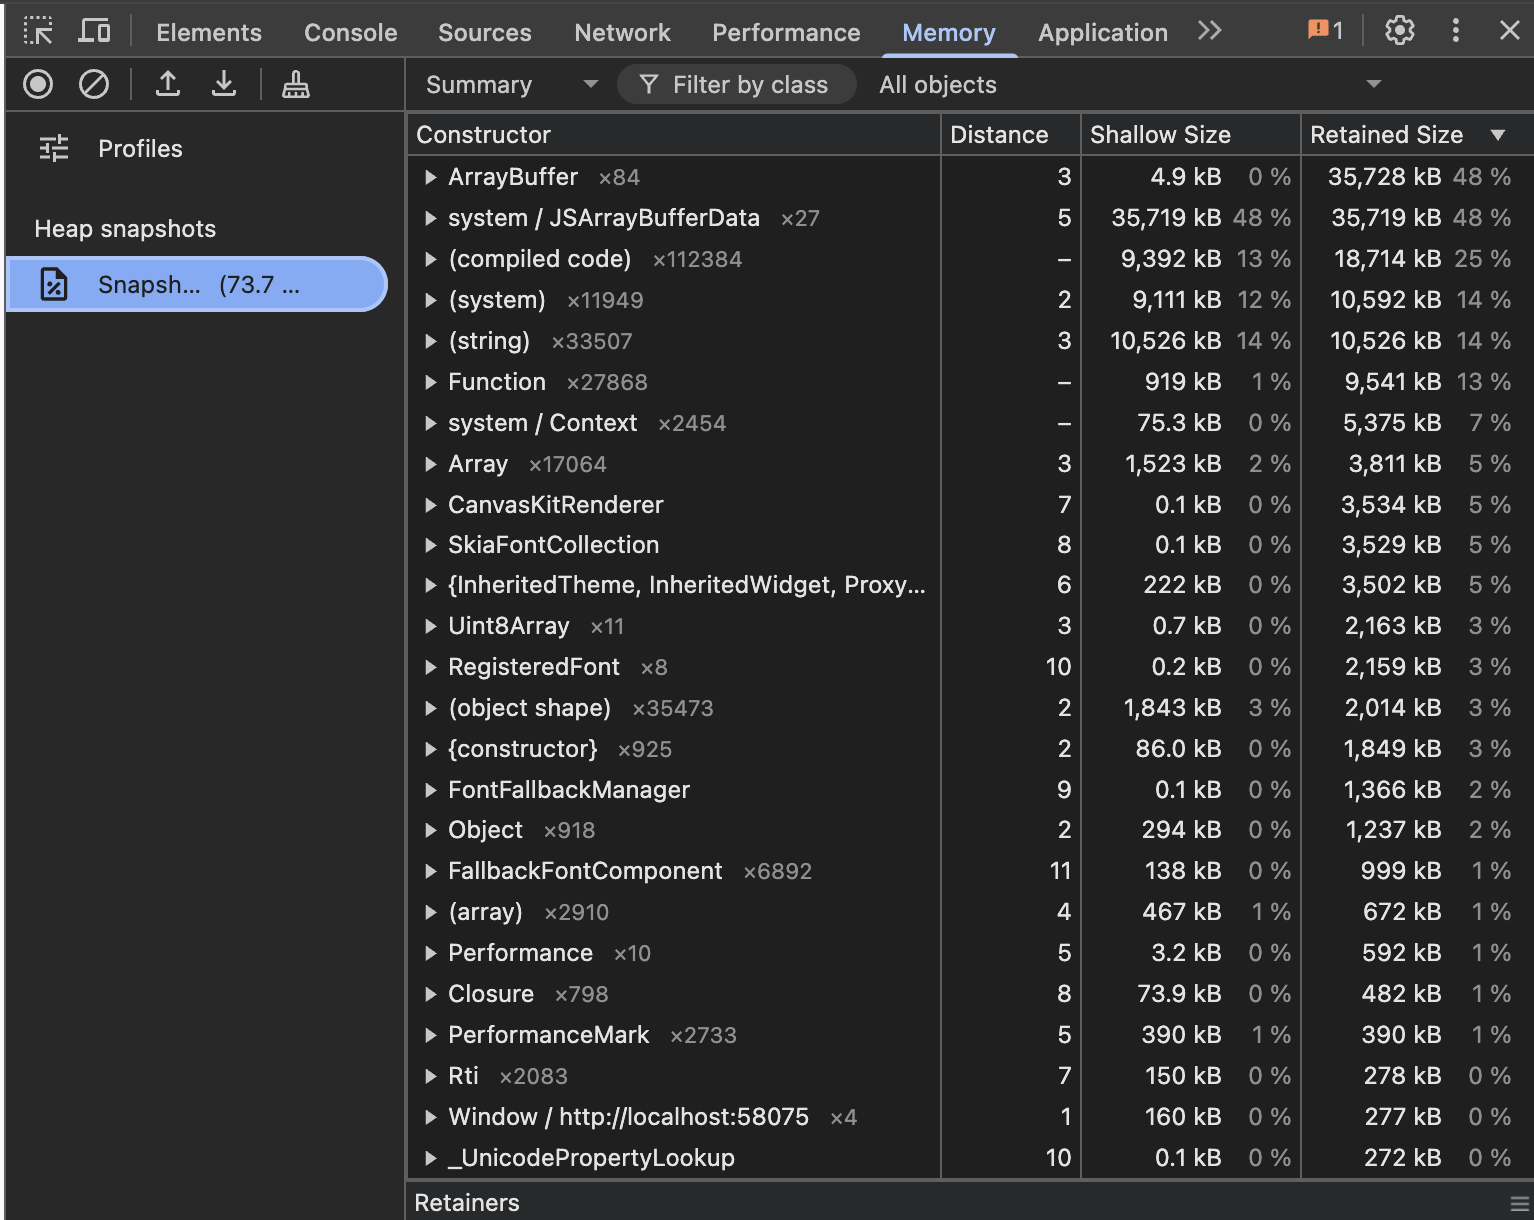 Elements Console Sources Network Performance Memory Application 1
Summary Filter by class All objects
Profiles
Heap snapshots
Snapsh... (73.7 ...
Constructor Distance Shallow Size Retained Size
ArrayBuffer ×84 3 4.9 kB 0 % 35,728 kB 48 %
system / JSArrayBufferData ×27 5 35,719 kB 48 % 35,719 kB 48 %
(compiled code) ×112384 – 9,392 kB 13 % 18,714 kB 25 %
(system) ×11949 2 9,111 kB 12 % 10,592 kB 14 %
(string) ×33507 3 10,526 kB 14 % 10,526 kB 14 %
Function ×27868 – 919 kB 1 % 9,541 kB 13 %
system / Context ×2454 – 75.3 kB 0 % 5,375 kB 7 %
Array ×17064 3 1,523 kB 2 % 3,811 kB 5 %
CanvasKitRenderer 7 0.1 kB 0 % 3,534 kB 5 %
SkiaFontCollection 8 0.1 kB 0 % 3,529 kB 5 %
{InheritedTheme, InheritedWidget, Proxy... 6 222 kB 0 % 3,502 kB 5 %
Uint8Array ×11 3 0.7 kB 0 % 2,163 kB 3 %
RegisteredFont ×8 10 0.2 kB 0 % 2,159 kB 3 %
(object shape) ×35473 2 1,843 kB 3 % 2,014 kB 3 %
{constructor} ×925 2 86.0 kB 0 % 1,849 kB 3 %
FontFallbackManager 9 0.1 kB 0 % 1,366 kB 2 %
Object ×918 2 294 kB 0 % 1,237 kB 2 %
FallbackFontComponent ×6892 11 138 kB 0 % 999 kB 1 %
(array) ×2910 4 467 kB 1 % 672 kB 1 %
Performance ×10 5 3.2 kB 0 % 592 kB 1 %
Closure ×798 8 73.9 kB 0 % 482 kB 1 %
PerformanceMark ×2733 5 390 kB 1 % 390 kB 1 %
Rti ×2083 7 150 kB 0 % 278 kB 0 %
Window / http://localhost:58075 ×4 1 160 kB 0 % 277 kB 0 %
_UnicodePropertyLookup 10 0.1 kB 0 % 272 kB 0 %
Retainers